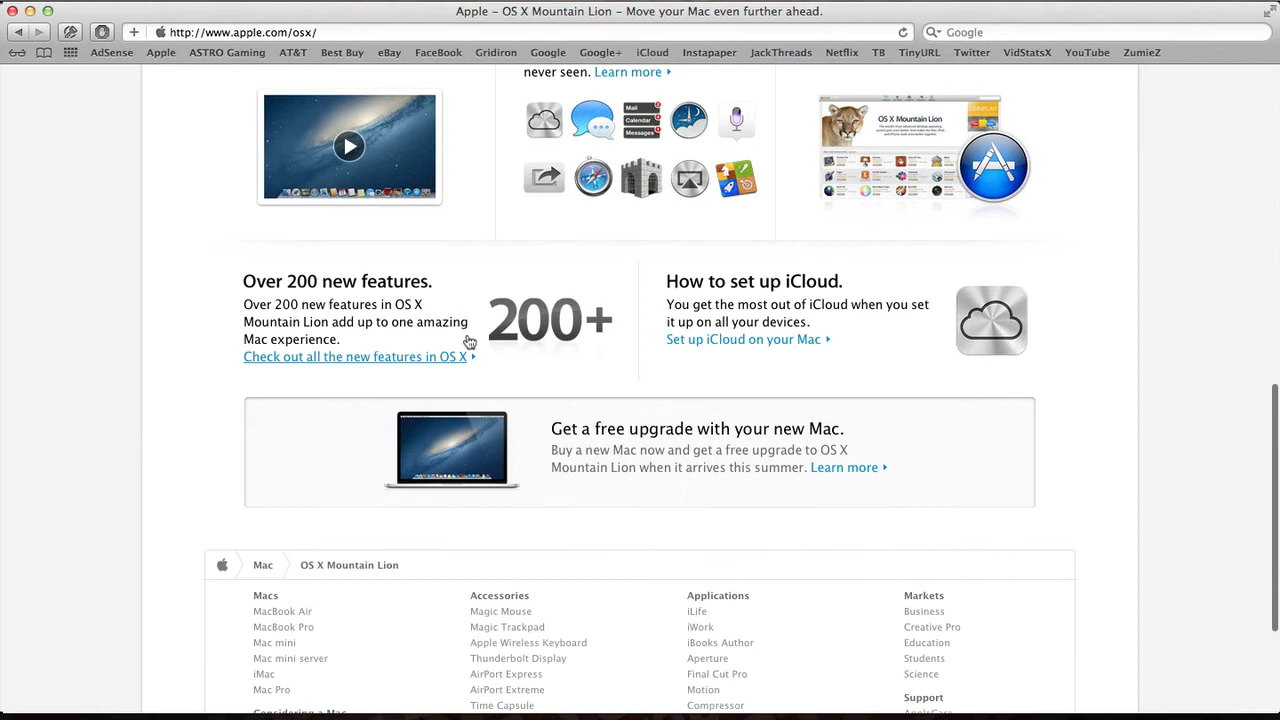 Apple – OS X Mountain Lion – Move your Mac even further ahead.
http://www.apple.com/osx/
Google
AdSense Apple ASTRO Gaming AT&T Best Buy eBay FaceBook Gridiron Google Google+ iCloud Instapaper JackThreads Netflix TB TinyURL Twitter VidStatsX YouTube ZumieZ
never seen. Learn more
Mail
Calendar
Messages
OS X Mountain Lion
Over 200 new features.
Over 200 new features in OS X
Mountain Lion add up to one amazing
Mac experience.
Check out all the new features in OS X
200+
How to set up iCloud.
You get the most out of iCloud when you set
it up on all your devices.
Set up iCloud on your Mac
Get a free upgrade with your new Mac.
Buy a new Mac now and get a free upgrade to OS X
Mountain Lion when it arrives this summer. Learn more
Mac OS X Mountain Lion
Macs
MacBook Air
MacBook Pro
Mac mini
Mac mini server
iMac
Mac Pro
Considering a Mac
Accessories
Magic Mouse
Magic Trackpad
Apple Wireless Keyboard
Thunderbolt Display
AirPort Express
AirPort Extreme
Time Capsule
Applications
iLife
iWork
iBooks Author
Aperture
Final Cut Pro
Motion
Compressor
Markets
Business
Creative Pro
Education
Students
Science
Support
AppleCare